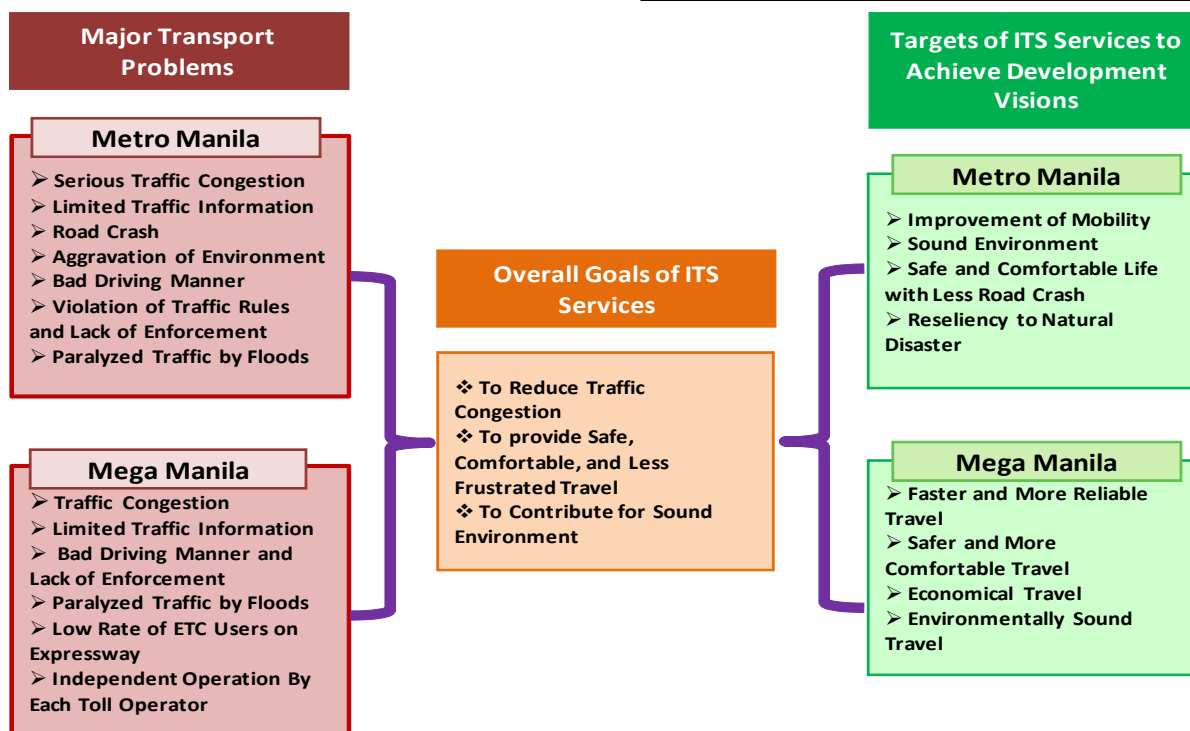 Major Transport
Problems
Metro Manila
➢ Serious Traffic Congestion
➢ Limited Traffic Information
➢ Road Crash
➢ Aggravation of Environment
➢ Bad Driving Manner
➢ Violation of Traffic Rules
and Lack of Enforcement
➢ Paralyzed Traffic by Floods
Mega Manila
➢ Traffic Congestion
➢ Limited Traffic Information
➢ Bad Driving Manner and
Lack of Enforcement
➢ Paralyzed Traffic by Floods
➢ Low Rate of ETC Users on
Expressway
➢ Independent Operation By
Each Toll Operator
Overall Goals of ITS
Services
❖ To Reduce Traffic
Congestion
❖ To provide Safe,
Comfortable, and Less
Frustrated Travel
❖ To Contribute for Sound
Environment
Targets of ITS Services to
Achieve Development
Visions
Metro Manila
➢ Improvement of Mobility
➢ Sound Environment
➢ Safe and Comfortable Life
with Less Road Crash
➢ Reseliency to Natural
Disaster
Mega Manila
➢ Faster and More Reliable
Travel
➢ Safer and More
Comfortable Travel
➢ Economical Travel
➢ Environmentally Sound
Travel